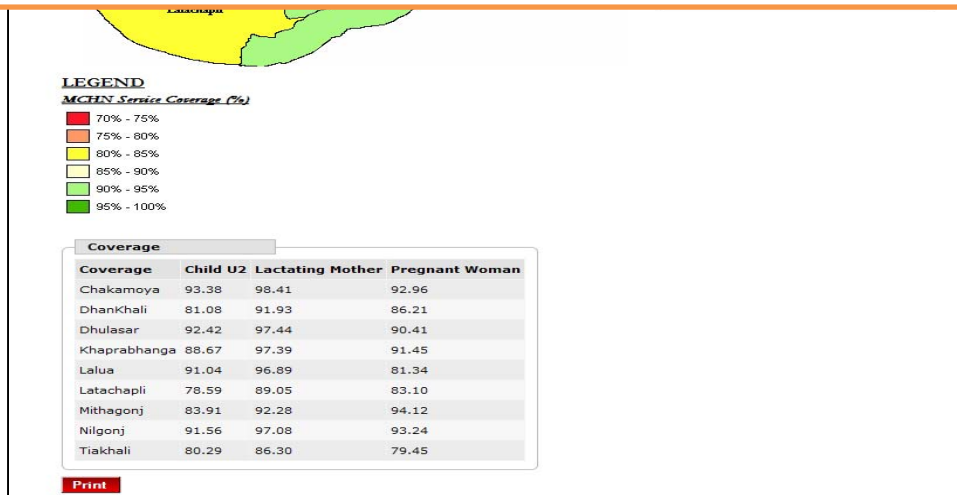 Latachapli
LEGEND
MCHN Service Coverage (%)
70% - 75%
75% - 80%
80% - 85%
85% - 90%
90% - 95%
95% - 100%
Coverage
Coverage Child U2 Lactating Mother Pregnant Woman
Chakamoya 93.38 98.41 92.96
DhanKhali 81.08 91.93 86.21
Dhulasar 92.42 97.44 90.41
Khaprabhanga 88.67 97.39 91.45
Lalua 91.04 96.89 81.34
Latachapli 78.59 89.05 83.10
Mithagonj 83.91 92.28 94.12
Nilgonj 91.56 97.08 93.24
Tiakhali 80.29 86.30 79.45
Print